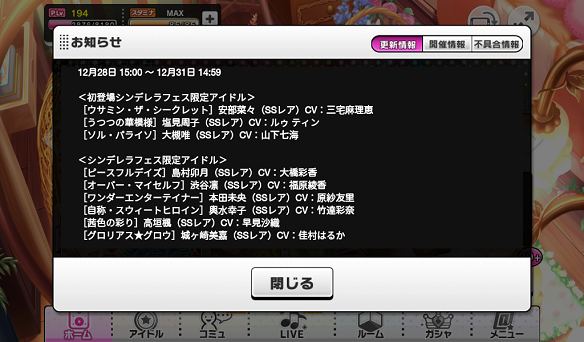 P.Lv 194
スタミナ MAX
お知らせ
更新情報 開催情報 不具合情報
12月28日 15:00 ～ 12月31日 14:59
＜初登場シンデレラフェス限定アイドル＞
［ウサミン・ザ・シークレット］安部菜々（SSレア）CV：三宅麻理恵
［うつつの華模様］塩見周子（SSレア）CV：ルゥ ティン
［ソル・パライソ］大槻唯（SSレア）CV：山下七海
＜シンデレラフェス限定アイドル＞
［ピースフルデイズ］島村卯月（SSレア）CV：大橋彩香
［オーバー・マイセルフ］渋谷凛（SSレア）CV：福原綾香
［ワンダーエンターテイナー］本田未央（SSレア）CV：原紗友里
［自称・スウィートヒロイン］輿水幸子（SSレア）CV：竹達彩奈
［茜色の彩り］高垣楓（SSレア）CV：早見沙織
［グロリアス★グロウ］城ヶ崎美嘉（SSレア）CV：佳村はるか
閉じる
ホーム アイドル コミュ LIVE ルーム ガシャ メニュー